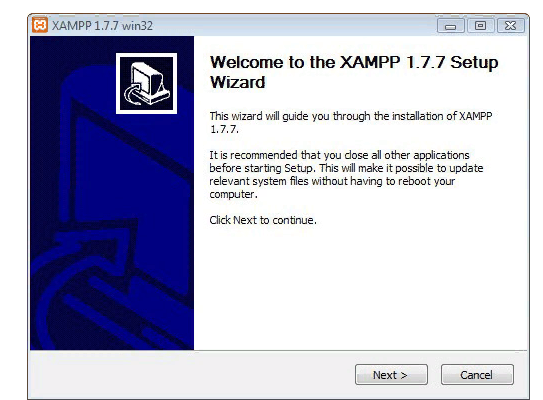 XAMPP 1.7.7 win32
Welcome to the XAMPP 1.7.7 Setup
Wizard
This wizard will guide you through the installation of XAMPP
1.7.7.
It is recommended that you close all other applications
before starting Setup. This will make it possible to update
relevant system files without having to reboot your
computer.
Click Next to continue.
Next >
Cancel